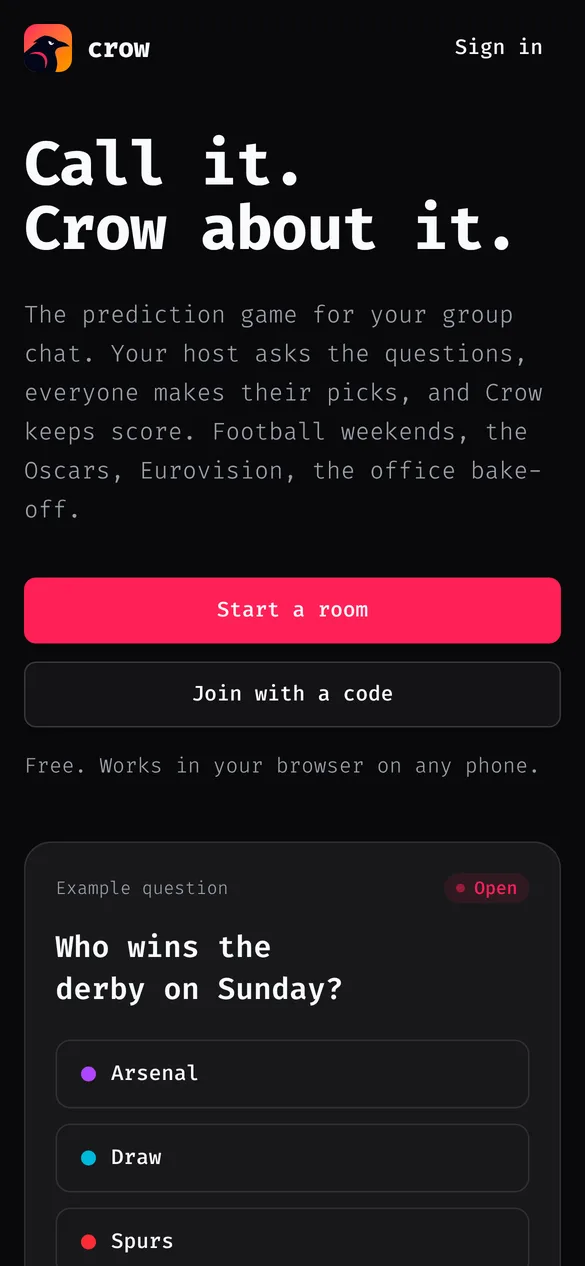 crow
Sign in
Call it.
Crow about it.
The prediction game for your group
chat. Your host asks the questions,
everyone makes their picks, and Crow
keeps score. Football weekends, the
Oscars, Eurovision, the office bake-
off.
Start a room
Join with a code
Free. Works in your browser on any phone.
Example question
Open
Who wins the
derby on Sunday?
Arsenal
Draw
Spurs